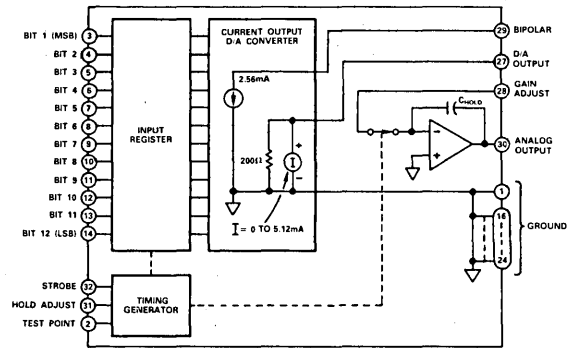 BIT 1 (MSB) 3
BIT 2 4
BIT 3 5
BIT 4 6
BIT 5 7
BIT 6 8
BIT 7 9
BIT 8 10
BIT 9 11
BIT 10 12
BIT 11 13
BIT 12 (LSB) 14
STROBE 32
HOLD ADJUST 31
TEST POINT 2
INPUT
REGISTER
TIMING
GENERATOR
CURRENT OUTPUT
D/A CONVERTER
2.56mA
200Ω
+
I
−
I = 0 TO 5.12mA
CHOLD
−
+
29 BIPOLAR
27 D/A
OUTPUT
28 GAIN
ADJUST
30 ANALOG
OUTPUT
1
16
24
GROUND